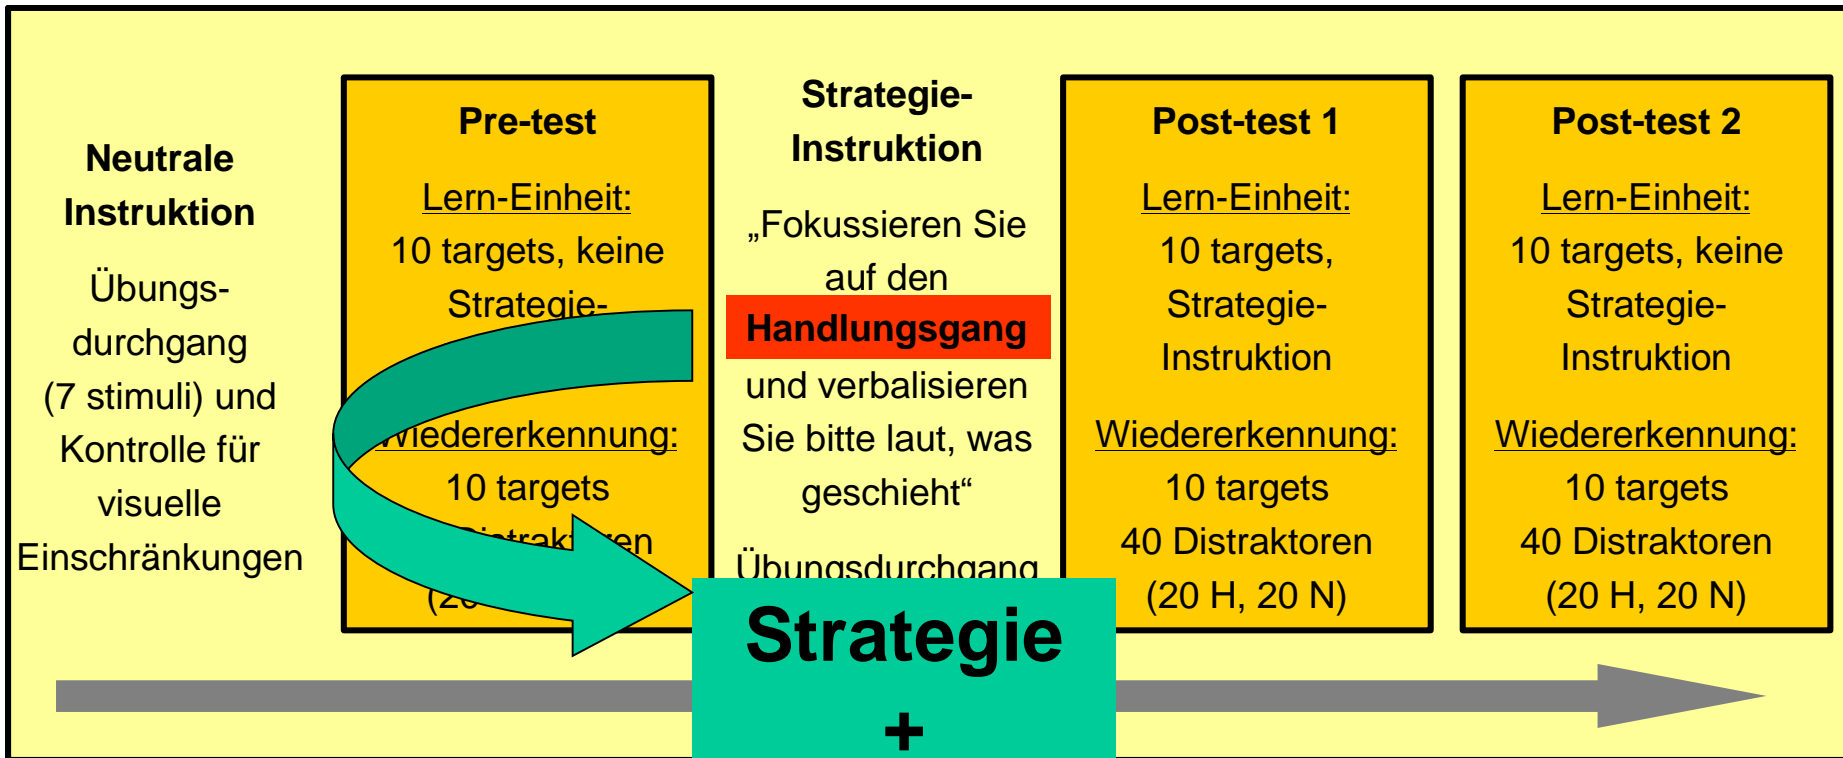 Neutrale
Instruktion
Übungs-
durchgang
(7 stimuli) und
Kontrolle für
visuelle
Einschränkungen
Pre-test
Lern-Einheit:
10 targets, keine
Strategie-
Wiedererkennung:
10 targets
Distraktoren
(20
Strategie-
Instruktion
„Fokussieren Sie
auf den
Handlungsgang
und verbalisieren
Sie bitte laut, was
geschieht“
Übungsdurchgang
Strategie
+
Post-test 1
Lern-Einheit:
10 targets,
Strategie-
Instruktion
Wiedererkennung:
10 targets
40 Distraktoren
(20 H, 20 N)
Post-test 2
Lern-Einheit:
10 targets, keine
Strategie-
Instruktion
Wiedererkennung:
10 targets
40 Distraktoren
(20 H, 20 N)